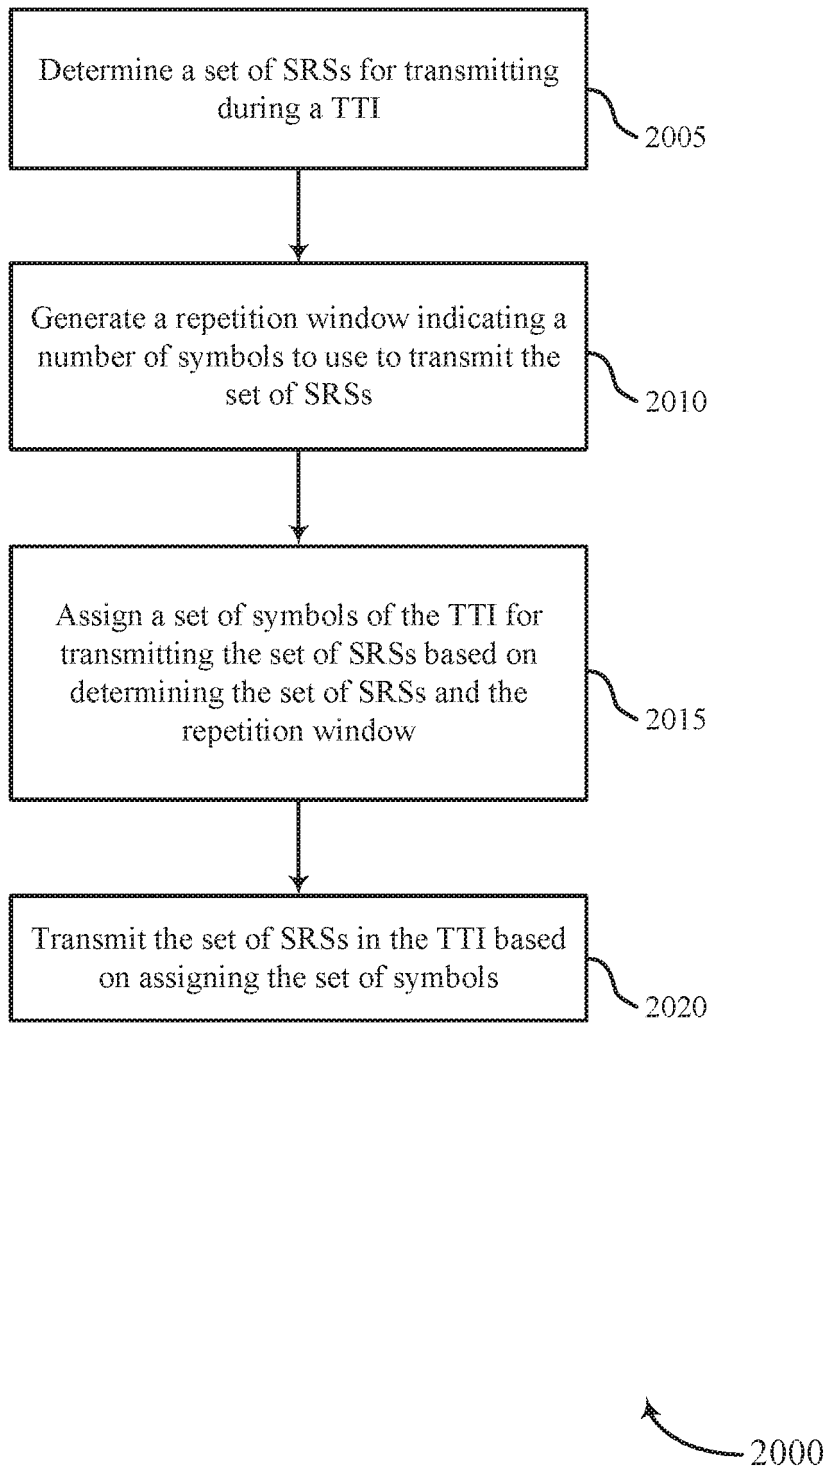 Determine a set of SRSs for transmitting
during a TTI
2005
Generate a repetition window indicating a
number of symbols to use to transmit the
set of SRSs
2010
Assign a set of symbols of the TTI for
transmitting the set of SRSs based on
determining the set of SRSs and the
repetition window
2015
Transmit the set of SRSs in the TTI based
on assigning the set of symbols
2020
2000